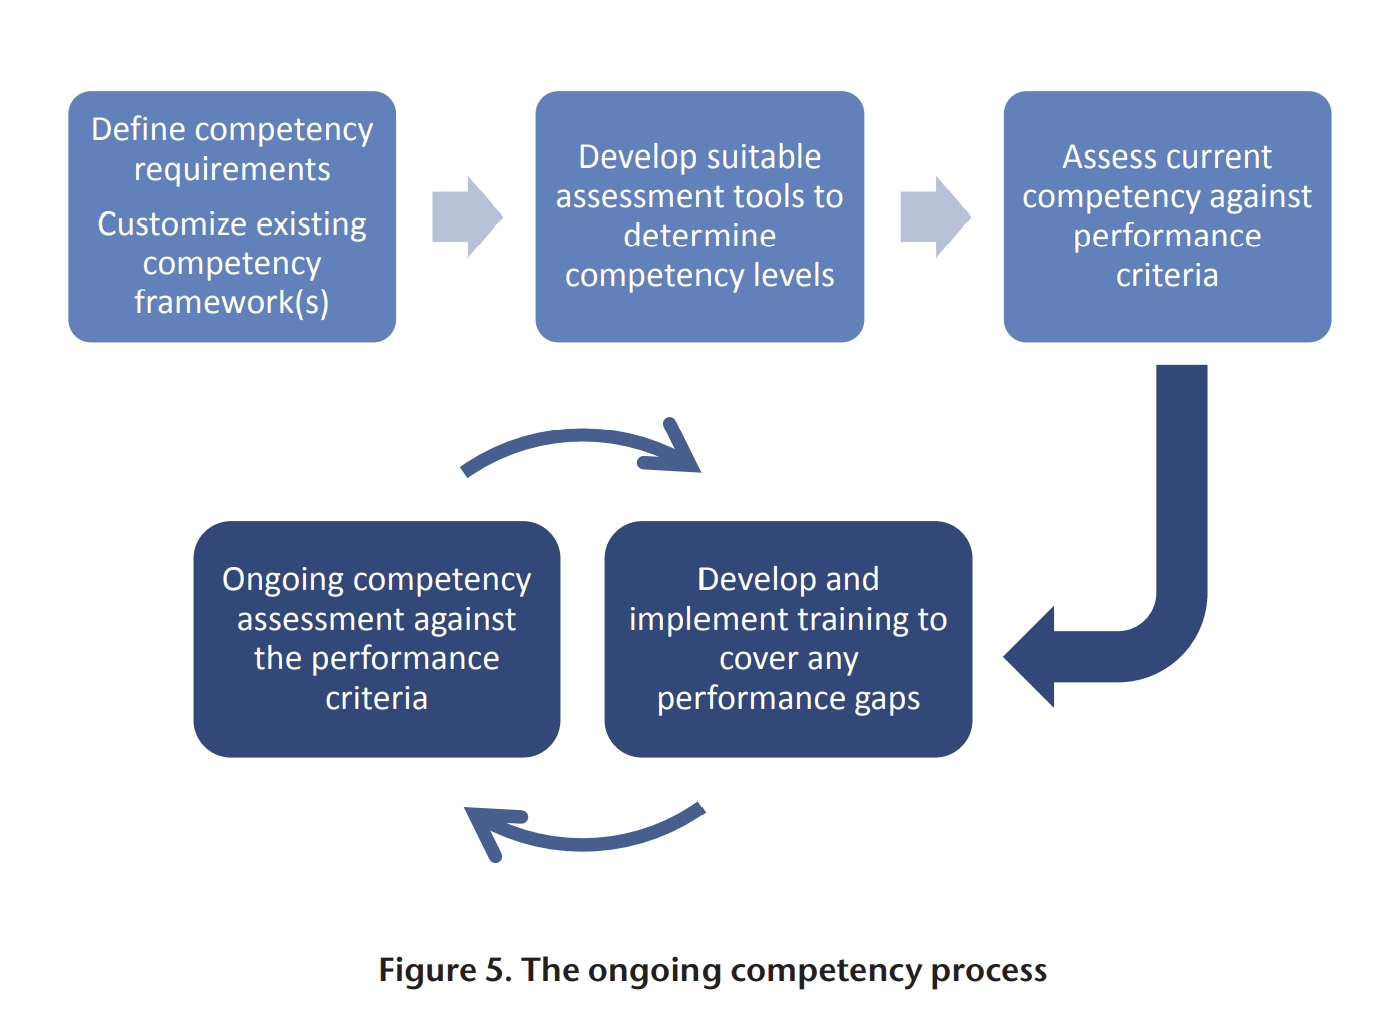 Define competency
requirements
Customize existing
competency
framework(s)
Develop suitable
assessment tools to
determine
competency levels
Assess current
competency against
performance
criteria
Ongoing competency
assessment against
the performance
criteria
Develop and
implement training to
cover any
performance gaps
Figure 5. The ongoing competency process